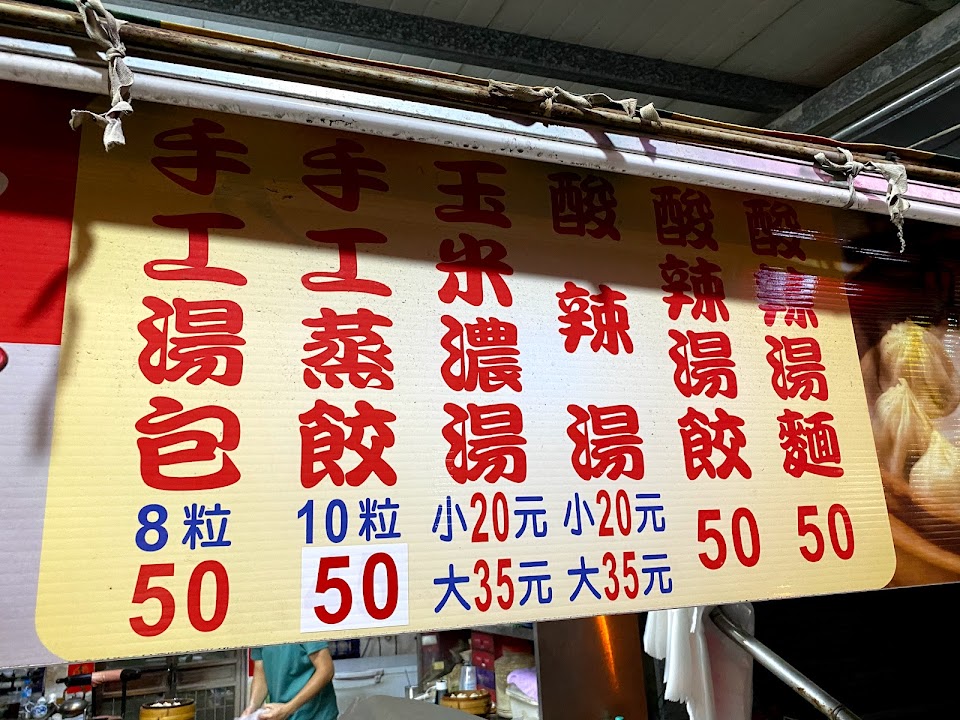 手工湯包
8粒
50
手工蒸餃
10粒
50
玉米濃湯
小20元
大35元
酸辣湯
小20元
大35元
酸辣湯餃
50
酸辣湯麵
50